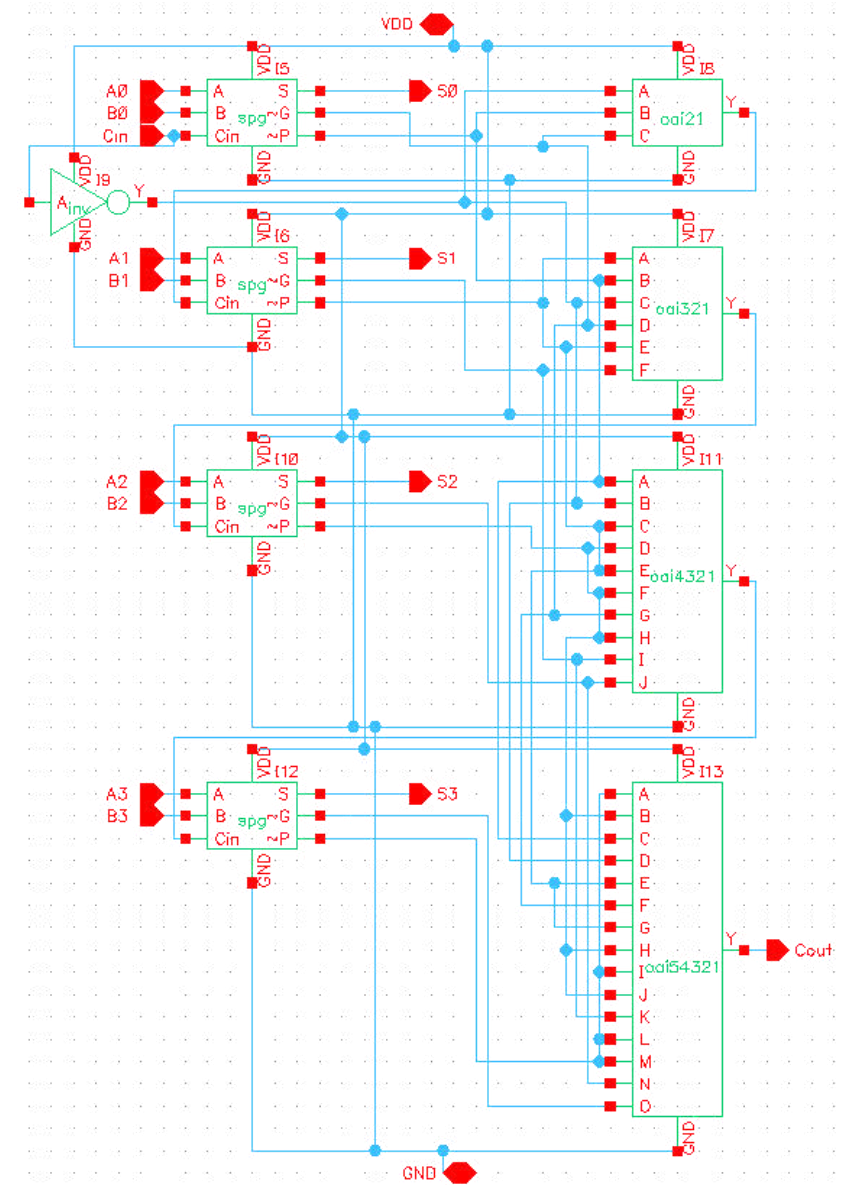 VDD
VDD I5 VDD I8
A0 A S S0 A
B0 B spg ~G B oai21 Y
Cin Cin ~P C
GND GND
VDD I9
A inv Y
GND
VDD I6 VDD I7
A1 A S S1 A
B1 B spg ~G B
Cin ~P C oai321 Y
D
GND E
F
GND
VDD I10 VDD I11
A2 A S S2 A
B2 B spg ~G B
Cin ~P C
D
GND E oai4321 Y
F
G
H
I
J
GND
VDD I12 VDD I13
A3 A S S3 A
B3 B spg ~G B
Cin ~P C
D
GND E
F
G
H Y Cout
I oai54321
J
K
L
M
N
O
GND
GND